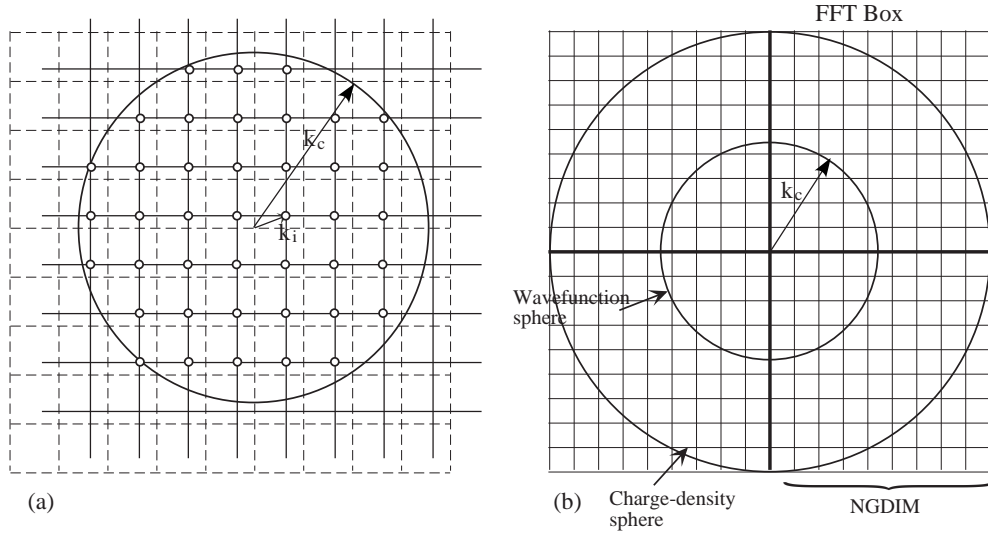 FFT Box
k c
k i
k c
Wavefunction
sphere
(a)
Charge-density
sphere
(b)
NGDIM